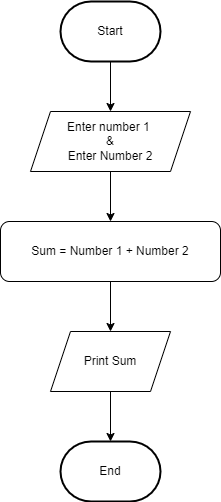 Start
Enter number 1
&
Enter Number 2
Sum = Number 1 + Number 2
Print Sum
End